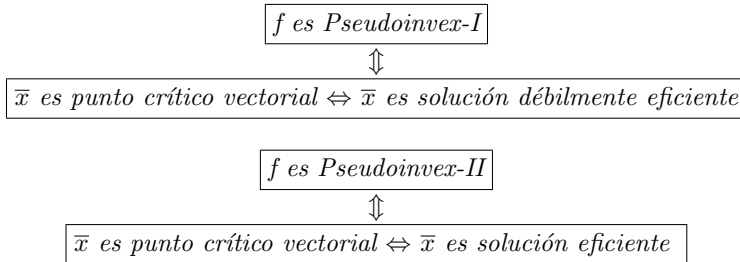 f es Pseudoinvex-I
⇕
x̅ es punto crítico vectorial ⇔ x̅ es solución débilmente eficiente
f es Pseudoinvex-II
⇕
x̅ es punto crítico vectorial ⇔ x̅ es solución eficiente